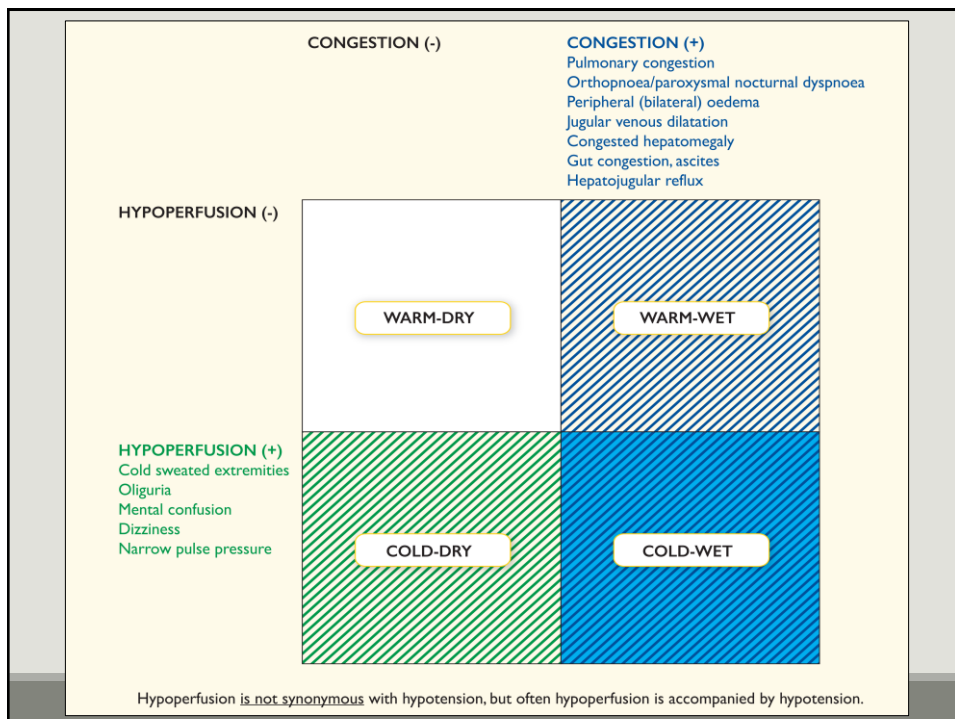 CONGESTION (-)
CONGESTION (+)
Pulmonary congestion
Orthopnoea/paroxysmal nocturnal dyspnoea
Peripheral (bilateral) oedema
Jugular venous dilatation
Congested hepatomegaly
Gut congestion, ascites
Hepatojugular reflux
HYPOPERFUSION (-)
WARM-DRY
WARM-WET
HYPOPERFUSION (+)
Cold sweated extremities
Oliguria
Mental confusion
Dizziness
Narrow pulse pressure
COLD-DRY
COLD-WET
Hypoperfusion is not synonymous with hypotension, but often hypoperfusion is accompanied by hypotension.